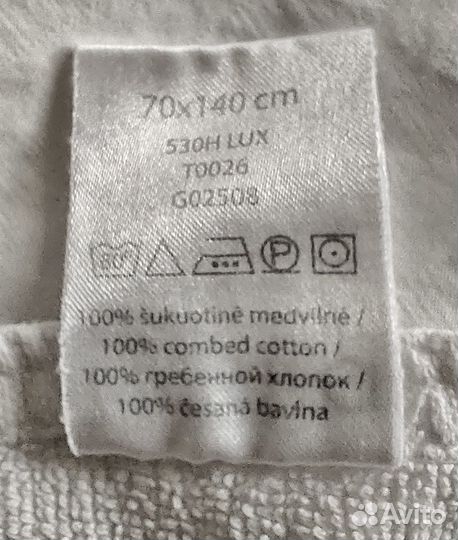 70x140 cm
530H LUX
T0026
G02508
60° P
100% šukuotinė medvilnė /
100% combed cotton /
100% гребенной хлопок /
100% česaná bavlna
Avito